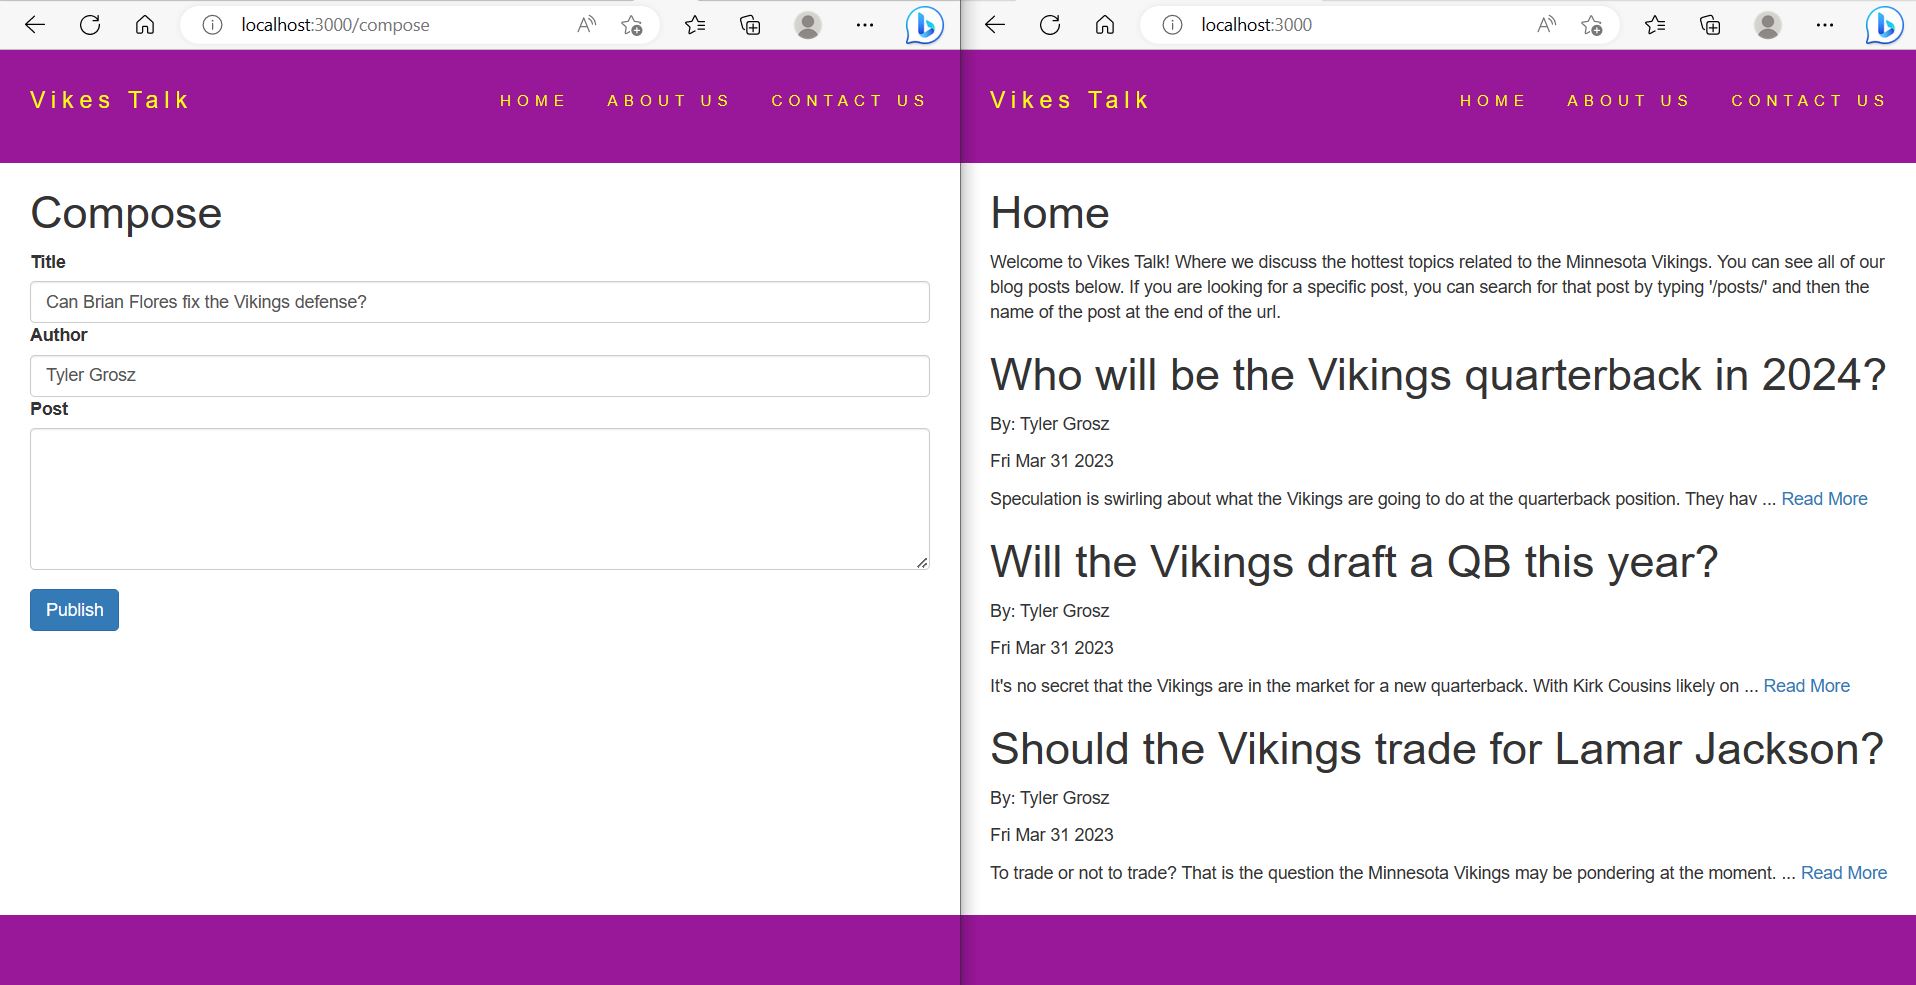 localhost:3000/compose
Vikes Talk
HOME ABOUT US CONTACT US
Compose
Title
Can Brian Flores fix the Vikings defense?
Author
Tyler Grosz
Post
Publish
localhost:3000
Vikes Talk
HOME ABOUT US CONTACT US
Home
Welcome to Vikes Talk! Where we discuss the hottest topics related to the Minnesota Vikings. You can see all of our
blog posts below. If you are looking for a specific post, you can search for that post by typing '/posts/' and then the
name of the post at the end of the url.
Who will be the Vikings quarterback in 2024?
By: Tyler Grosz
Fri Mar 31 2023
Speculation is swirling about what the Vikings are going to do at the quarterback position. They hav ... Read More
Will the Vikings draft a QB this year?
By: Tyler Grosz
Fri Mar 31 2023
It's no secret that the Vikings are in the market for a new quarterback. With Kirk Cousins likely on ... Read More
Should the Vikings trade for Lamar Jackson?
By: Tyler Grosz
Fri Mar 31 2023
To trade or not to trade? That is the question the Minnesota Vikings may be pondering at the moment. ... Read More